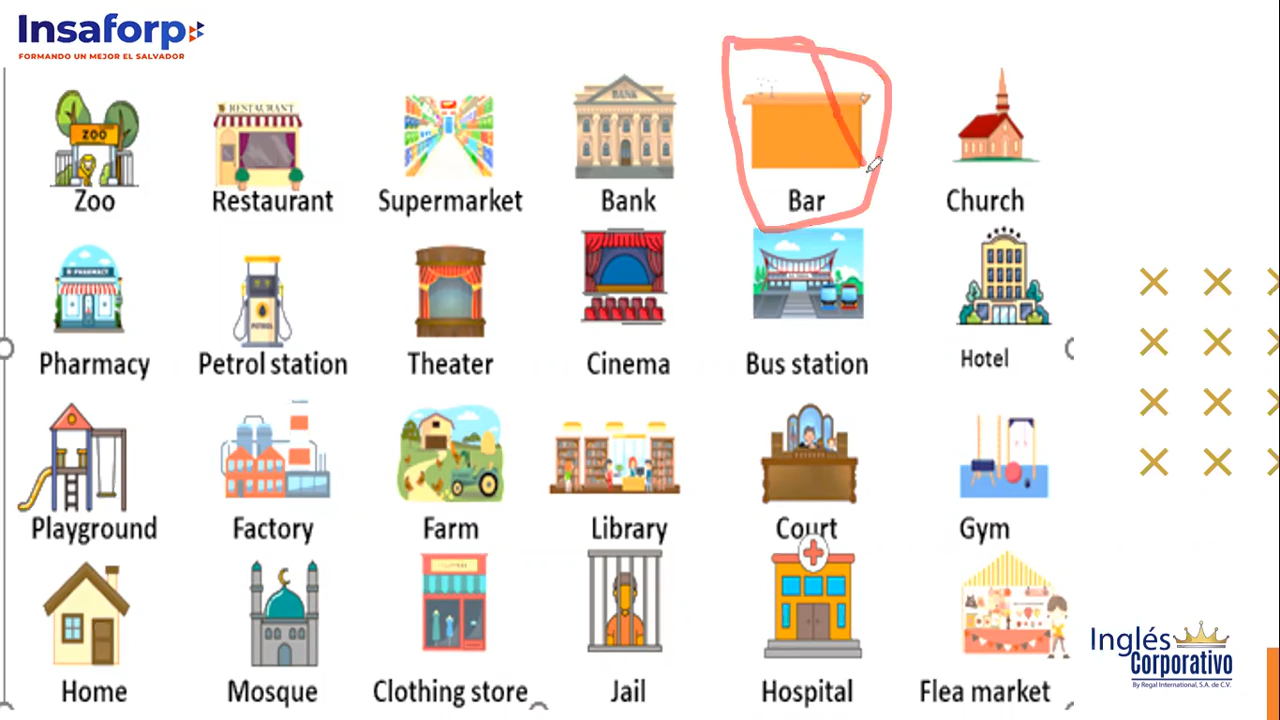 Insaforp
FORMANDO UN MEJOR EL SALVADOR
ZOO
RESTAURANT
BANK
Zoo
Restaurant
Supermarket
Bank
Bar
Church
PHARMACY
PETROL
Pharmacy
Petrol station
Theater
Cinema
Bus station
Hotel
Playground
Factory
Farm
Library
Court
Gym
Home
Mosque
Clothing store
Jail
Hospital
Flea market
Inglés
Corporativo
By Regal International, S.A. de C.V.